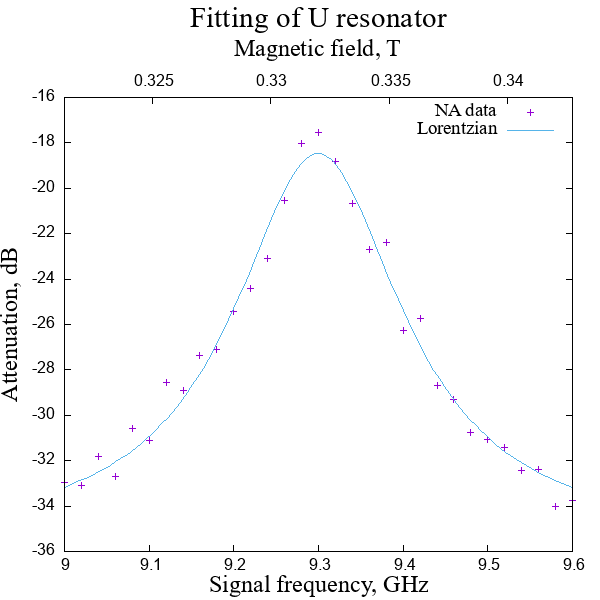 Fitting of U resonator
Magnetic field, T
0.325 0.33 0.335 0.34
-16
NA data
Lorentzian
-18
-20
-22
-24
-26
-28
-30
-32
-34
-36
Attenuation, dB
9 9.1 9.2 9.3 9.4 9.5 9.6
Signal frequency, GHz